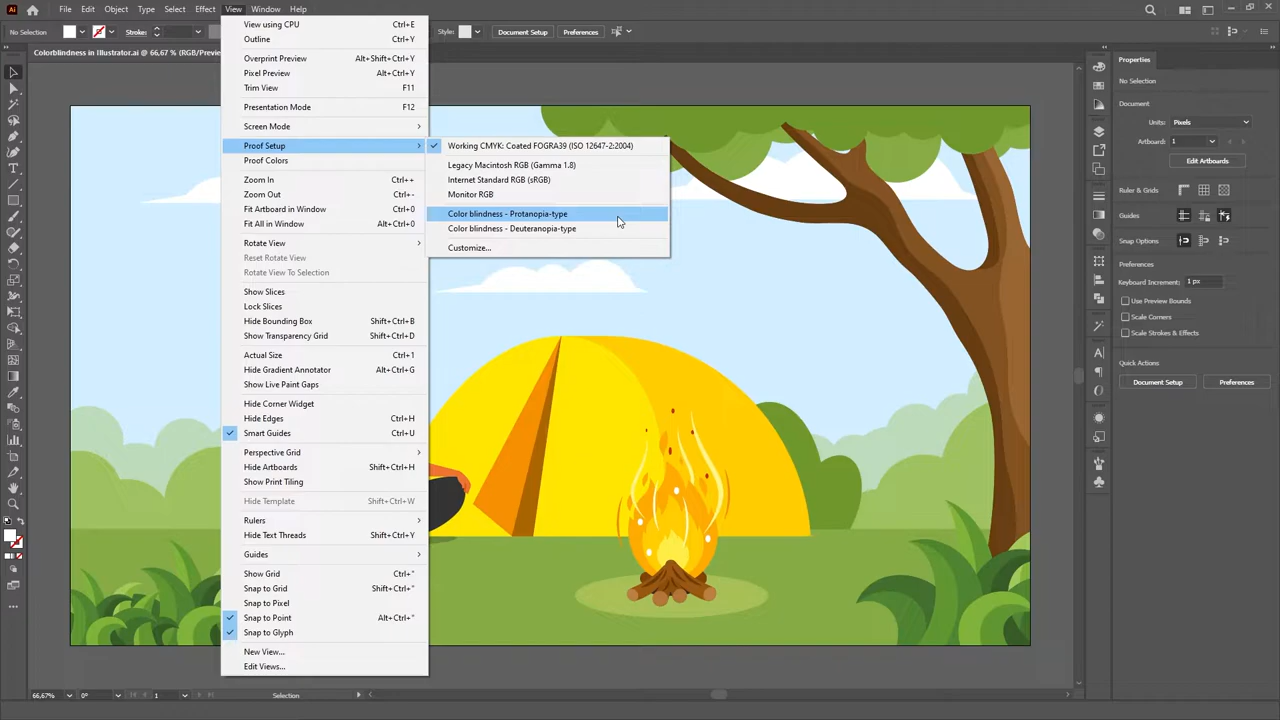 File Edit Object Type Select Effect View Window Help
No Selection Stroke: Style: Document Setup Preferences
Colorblindness in Illustrator.ai @ 66,67 % (RGB/Preview
View using CPU Ctrl+E
Outline Ctrl+Y
Overprint Preview Alt+Shift+Ctrl+Y
Pixel Preview Alt+Ctrl+Y
Trim View F11
Presentation Mode F12
Screen Mode
Proof Setup
Proof Colors
Zoom In Ctrl++
Zoom Out Ctrl+-
Fit Artboard in Window Ctrl+0
Fit All in Window Alt+Ctrl+0
Rotate View
Reset Rotate View
Rotate View To Selection
Show Slices
Lock Slices
Hide Bounding Box Shift+Ctrl+B
Show Transparency Grid Shift+Ctrl+D
Actual Size Ctrl+1
Hide Gradient Annotator Alt+Ctrl+G
Show Live Paint Gaps
Hide Corner Widget
Hide Edges Ctrl+H
Smart Guides Ctrl+U
Perspective Grid
Hide Artboards Shift+Ctrl+H
Show Print Tiling
Hide Template Shift+Ctrl+W
Rulers
Hide Text Threads Shift+Ctrl+Y
Guides
Show Grid Ctrl+"
Snap to Grid Shift+Ctrl+"
Snap to Pixel
Snap to Point Alt+Ctrl+"
Snap to Glyph
New View...
Edit Views...
Working CMYK: Coated FOGRA39 (ISO 12647-2:2004)
Legacy Macintosh RGB (Gamma 1.8)
Internet Standard RGB (sRGB)
Monitor RGB
Color blindness - Protanopia-type
Color blindness - Deuteranopia-type
Customize...
Properties
No Selection
Document
Units: Pixels
Artboard: 1
Edit Artboards
Ruler & Grids
Guides
Snap Options
Preferences
Keyboard Increment: 1 px
Use Preview Bounds
Scale Corners
Scale Strokes & Effects
Quick Actions
Document Setup Preferences
66,67% 0° 1 Selection